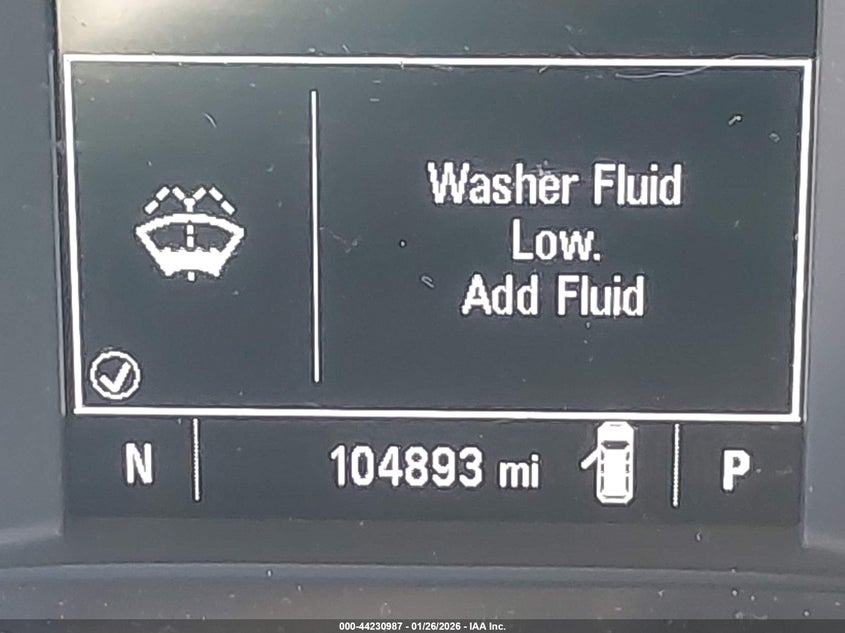 Washer Fluid
Low.
Add Fluid
N 104893 mi P
000-44230987 - 01/26/2026 - IAA Inc.